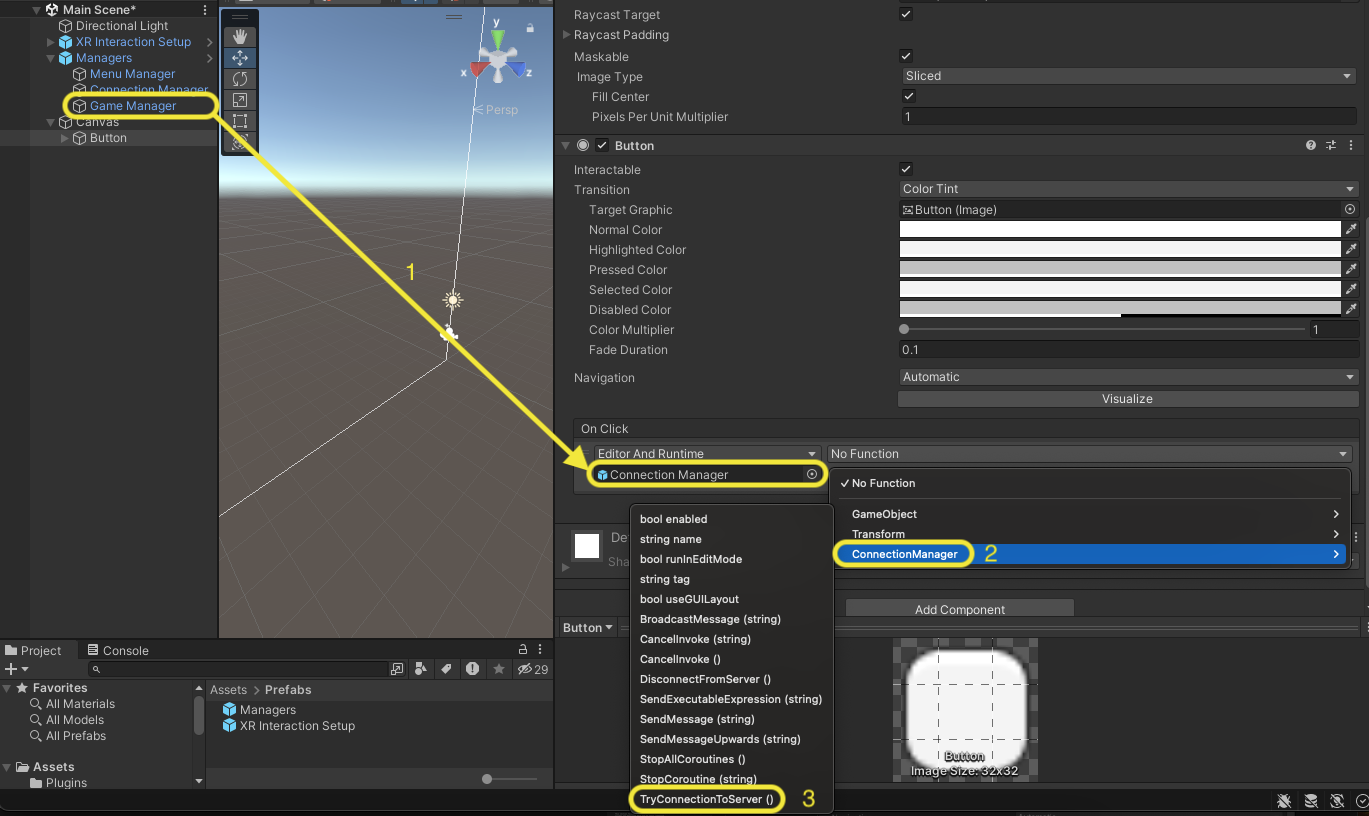 Main Scene*
Directional Light
XR Interaction Setup
Managers
Menu Manager
Connection Manager
Game Manager
Canvas
Button
y
x
z
Persp
1
Raycast Target
Raycast Padding
Maskable
Image Type
Sliced
Fill Center
Pixels Per Unit Multiplier
1
Button
Interactable
Transition
Color Tint
Target Graphic
Button (Image)
Normal Color
Highlighted Color
Pressed Color
Selected Color
Disabled Color
Color Multiplier
1
Fade Duration
0.1
Navigation
Automatic
Visualize
On Click
Editor And Runtime
No Function
Connection Manager
No Function
GameObject
Transform
ConnectionManager
2
De
Sha
bool enabled
string name
bool runInEditMode
string tag
bool useGUILayout
BroadcastMessage (string)
CancelInvoke (string)
CancelInvoke ()
DisconnectFromServer ()
SendExecutableExpression (string)
SendMessage (string)
SendMessageUpwards (string)
StopAllCoroutines ()
StopCoroutine (string)
TryConnectionToServer ()
3
Add Component
Button
Button
Image Size: 32x32
Project
Console
29
Favorites
All Materials
All Models
All Prefabs
Assets
Plugins
Assets > Prefabs
Managers
XR Interaction Setup